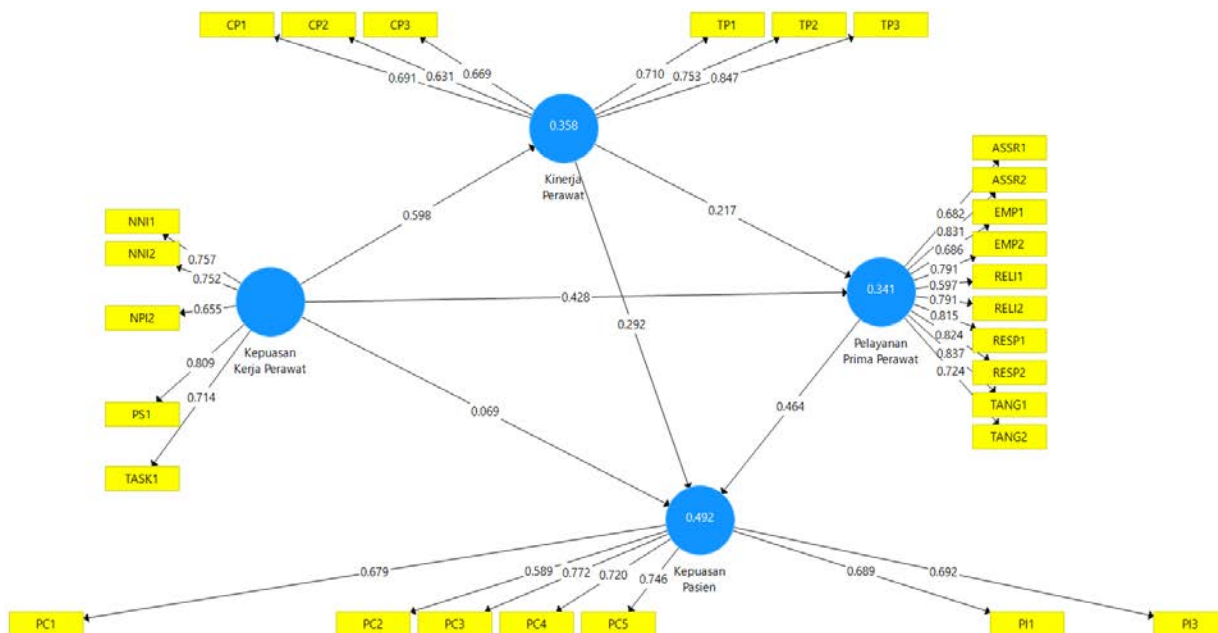 CP1
CP2
CP3
TP1
TP2
TP3
0.691
0.631
0.669
0.710
0.753
0.847
0.358
Kinerja
Perawat
0.598
0.217
0.292
NNI1
NNI2
NPI2
PS1
TASK1
0.757
0.752
0.655
0.809
0.714
Kepuasan
Kerja Perawat
0.428
0.069
0.341
Pelayanan
Prima Perawat
0.682
0.831
0.686
0.791
0.597
0.791
0.815
0.824
0.837
0.724
ASSR1
ASSR2
EMP1
EMP2
RELI1
RELI2
RESP1
RESP2
TANG1
TANG2
0.464
0.492
Kepuasan
Pasien
0.679
0.589
0.772
0.720
0.746
0.689
0.692
PC1
PC2
PC3
PC4
PC5
PI1
PI3